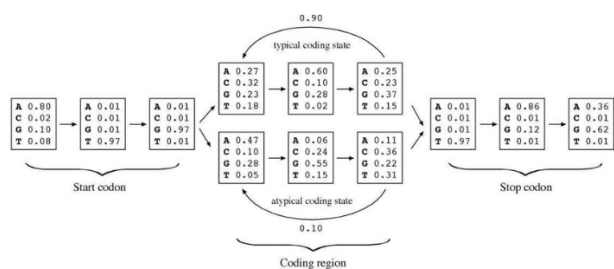 0.90
typical coding state
A 0.27
C 0.32
G 0.23
T 0.18
A 0.60
C 0.10
G 0.28
T 0.02
A 0.25
C 0.23
G 0.37
T 0.15
A 0.80
C 0.02
G 0.10
T 0.08
A 0.01
C 0.01
G 0.01
T 0.97
A 0.01
C 0.01
G 0.97
T 0.01
Start codon
A 0.47
C 0.10
G 0.28
T 0.05
A 0.06
C 0.24
G 0.55
T 0.15
A 0.11
C 0.36
G 0.22
T 0.31
atypical coding state
0.10
Coding region
A 0.01
C 0.01
G 0.01
T 0.97
A 0.86
C 0.01
G 0.12
T 0.01
A 0.36
C 0.01
G 0.62
T 0.01
Stop codon